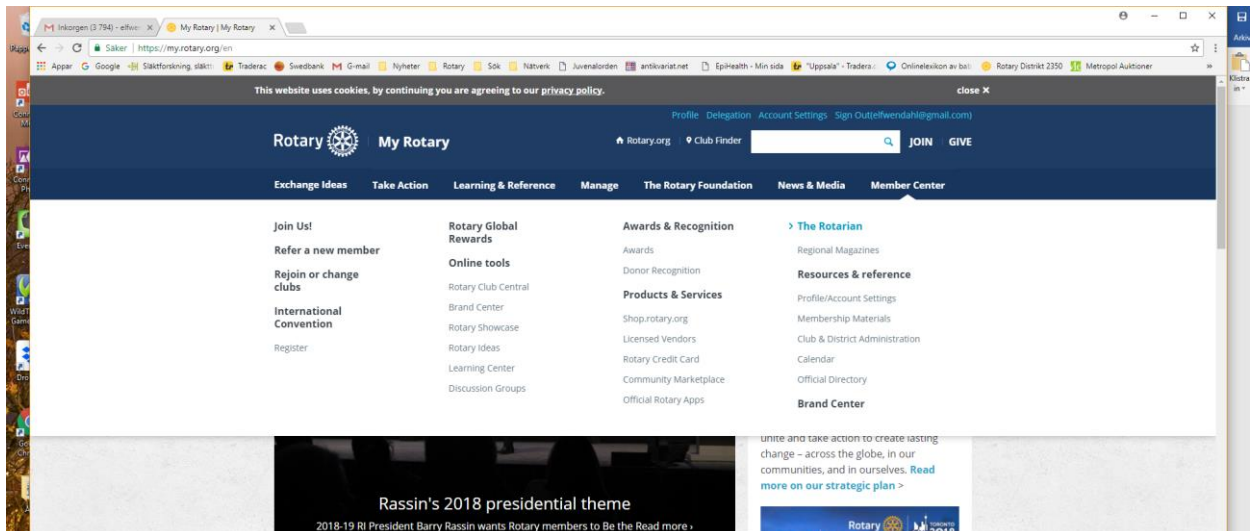 Inkorgen (3 794) - elfwe
My Rotary | My Rotary
Säker | https://my.rotary.org/en
Appar Google Släktforskning, släkt Traderac Swedbank G-mail Nyheter Rotary Sök Nätverk Juvenalorden antikvariat.net EpiHealth - Min sida "Uppsala" - Tradera Onlinelexikon av bal Rotary Distrikt 2350 Metropol Auktioner
Arkiv
Klistra
in
This website uses cookies, by continuing you are agreeing to our privacy policy.
close X
Profile Delegation Account Settings Sign Out(elfwendahl@gmail.com)
Rotary My Rotary
Rotary.org Club Finder JOIN GIVE
Exchange Ideas Take Action Learning & Reference Manage The Rotary Foundation News & Media Member Center
Join Us!
Refer a new member
Rejoin or change
clubs
International
Convention
Register
Rotary Global
Rewards
Online tools
Rotary Club Central
Brand Center
Rotary Showcase
Rotary Ideas
Learning Center
Discussion Groups
Awards & Recognition
Awards
Donor Recognition
Products & Services
Shop.rotary.org
Licensed Vendors
Rotary Credit Card
Community Marketplace
Official Rotary Apps
> The Rotarian
Regional Magazines
Resources & reference
Profile/Account Settings
Membership Materials
Club & District Administration
Calendar
Official Directory
Brand Center
Rassin's 2018 presidential theme
2018-19 RI President Barry Rassin wants Rotary members to Be the Read more ›
unite and take action to create lasting
change – across the globe, in our
communities, and in ourselves. Read
more on our strategic plan >
Rotary
TORONTO
2018